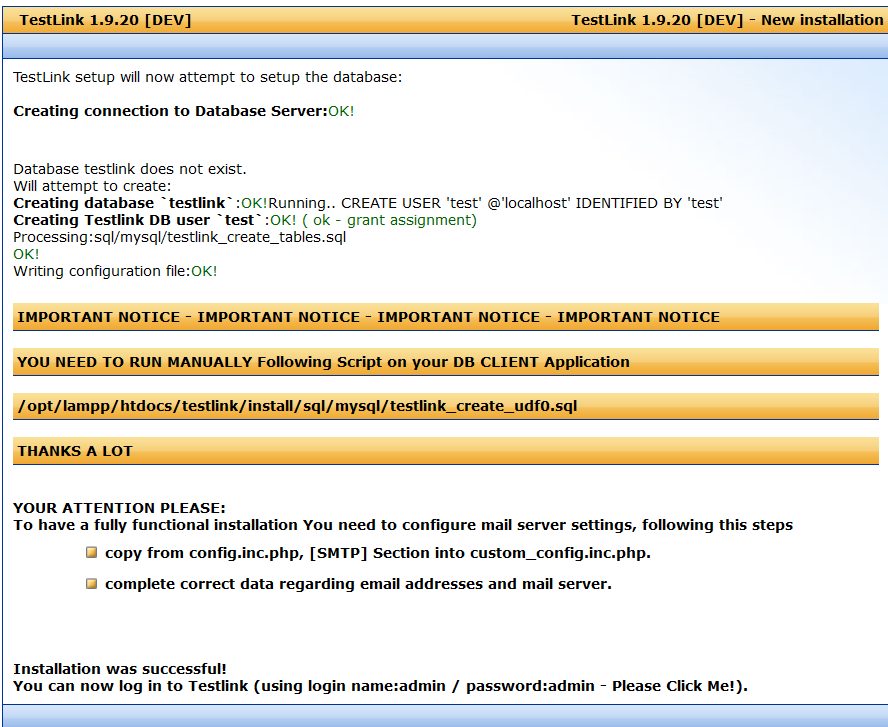 TestLink 1.9.20 [DEV] TestLink 1.9.20 [DEV] - New installation
TestLink setup will now attempt to setup the database:
Creating connection to Database Server:OK!
Database testlink does not exist.
Will attempt to create:
Creating database `testlink`:OK!Running.. CREATE USER 'test' @'localhost' IDENTIFIED BY 'test'
Creating Testlink DB user `test`:OK! ( ok - grant assignment)
Processing:sql/mysql/testlink_create_tables.sql
OK!
Writing configuration file:OK!
IMPORTANT NOTICE - IMPORTANT NOTICE - IMPORTANT NOTICE - IMPORTANT NOTICE
YOU NEED TO RUN MANUALLY Following Script on your DB CLIENT Application
/opt/lampp/htdocs/testlink/install/sql/mysql/testlink_create_udf0.sql
THANKS A LOT
YOUR ATTENTION PLEASE:
To have a fully functional installation You need to configure mail server settings, following this steps
copy from config.inc.php, [SMTP] Section into custom_config.inc.php.
complete correct data regarding email addresses and mail server.
Installation was successful!
You can now log in to Testlink (using login name:admin / password:admin - Please Click Me!).